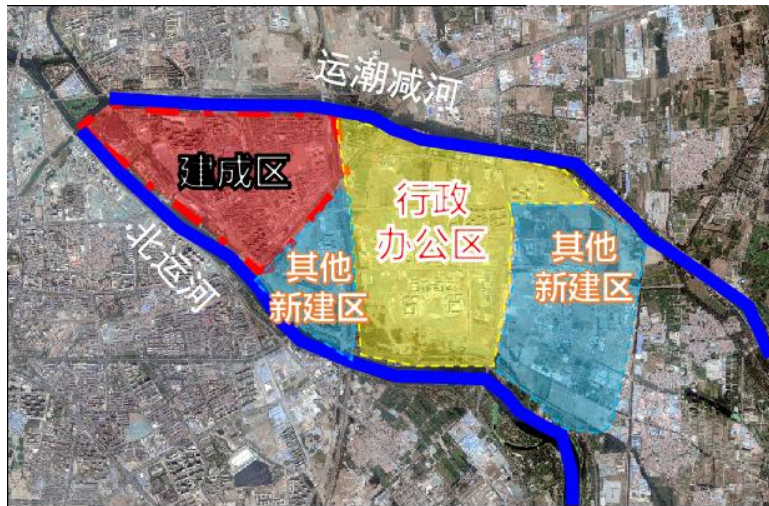 运潮减河
建成区
行政
办公区
其他
新建区
其他
新建区
北运河